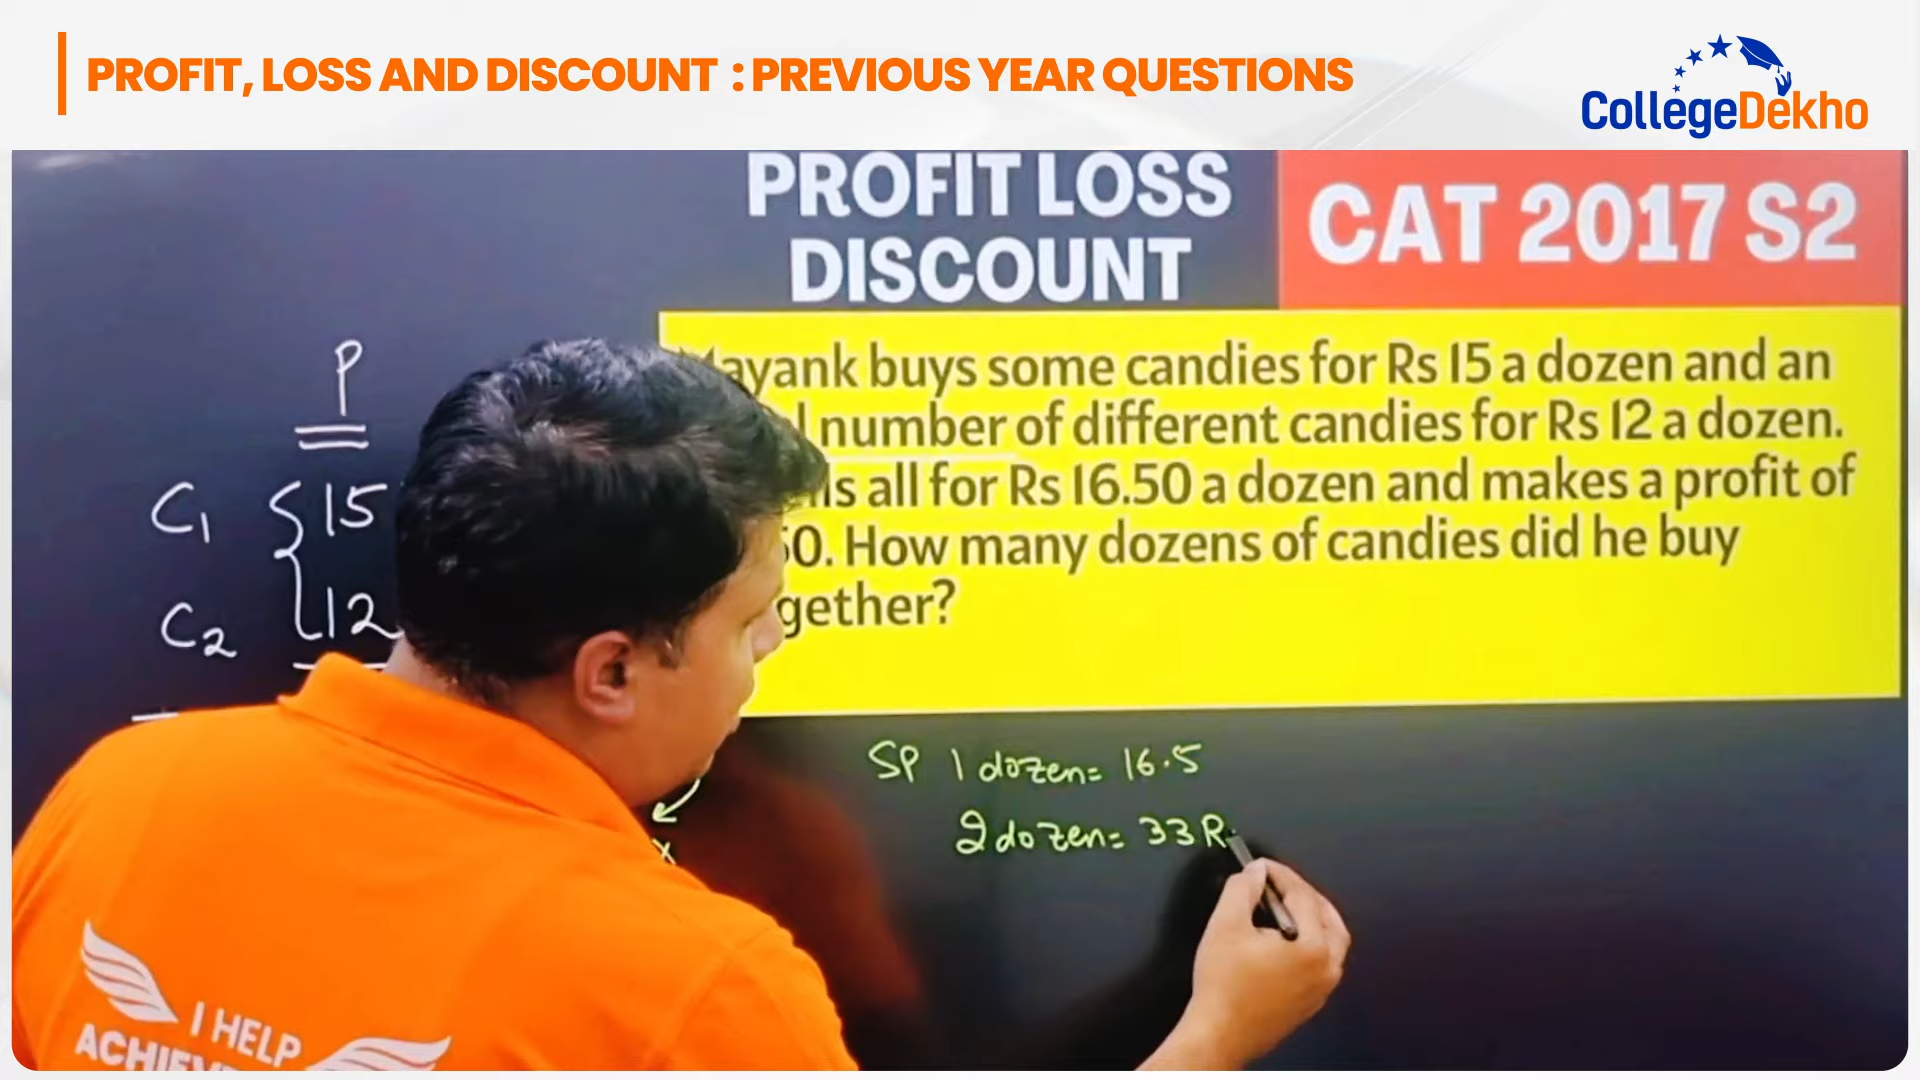 PROFIT, LOSS AND DISCOUNT : PREVIOUS YEAR QUESTIONS
CollegeDekho
PROFIT LOSS
DISCOUNT
CAT 2017 S2
ayank buys some candies for Rs 15 a dozen and an
number of different candies for Rs 12 a dozen.
ls all for Rs 16.50 a dozen and makes a profit of
50. How many dozens of candies did he buy
gether?
P
C1 15
C2 12
SP 1 dozen = 16.5
2 dozen = 33 R
x
I HELP